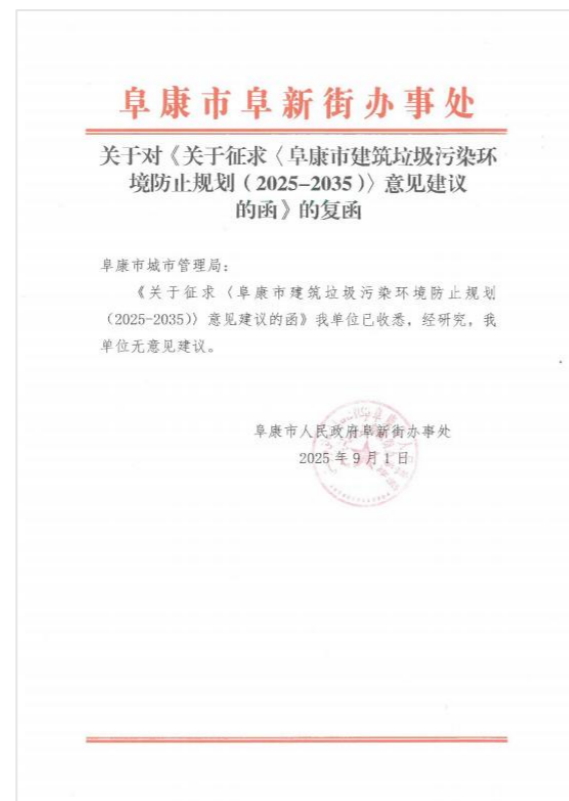 阜康市阜新街办事处
关于对《关于征求〈阜康市建筑垃圾污染环
境防止规划（2025-2035）〉意见建议
的函》的复函
阜康市城市管理局：
《关于征求〈阜康市建筑垃圾污染环境防止规划
（2025-2035）〉意见建议的函》我单位已收悉，经研究，我
单位无意见建议。
阜康市人民政府阜新街办事处
2025年9月1日